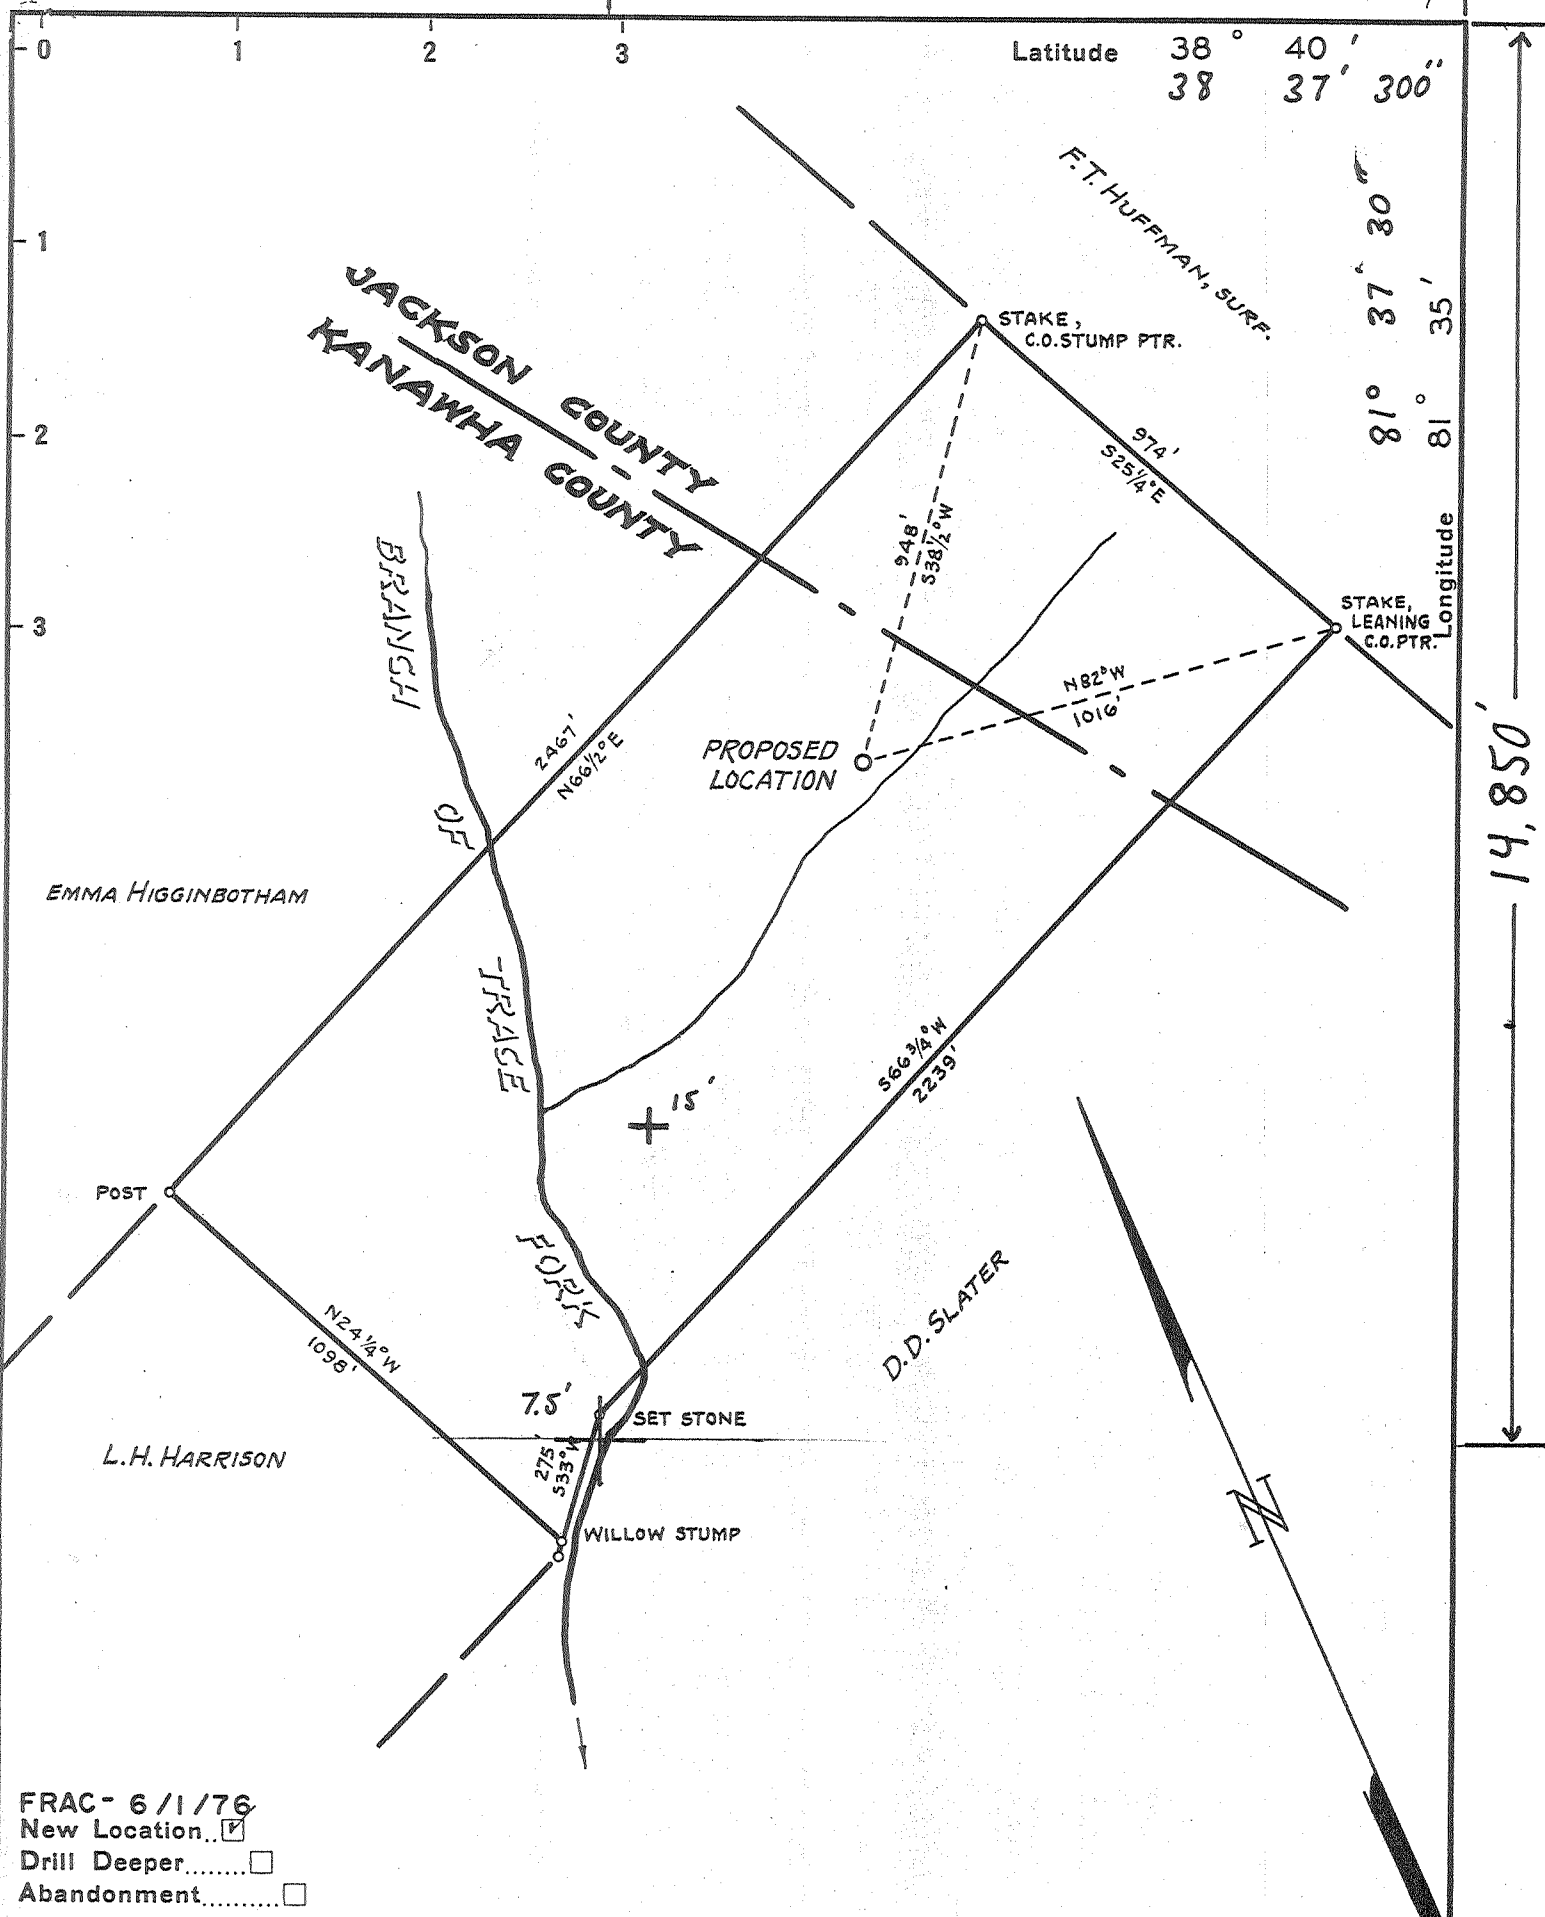 0 1 2 3
Latitude 38° 40'
38 37' 300"
1
2
3
81° 37' 30"
Longitude 81° 35'
F.T. HUFFMAN, SURF.
JACKSON COUNTY
KANAWHA COUNTY
STAKE,
C.O. STUMP PTR.
974'
S25¼°E
948'
S38½°W
STAKE,
LEANING
C.O. PTR.
N82°W
1016'
PROPOSED
LOCATION
2467'
N66½°E
BRANCH
OF
TRACE
FORK
EMMA HIGGINBOTHAM
14,850'
S66¾°W
2239'
15'
POST
N24¼°W
1098'
D.D. SLATER
7.5'
SET STONE
275'
S33°W
L.H. HARRISON
WILLOW STUMP
N
FRAC- 6/1/76
New Location..☑
Drill Deeper........☐
Abandonment..........☐